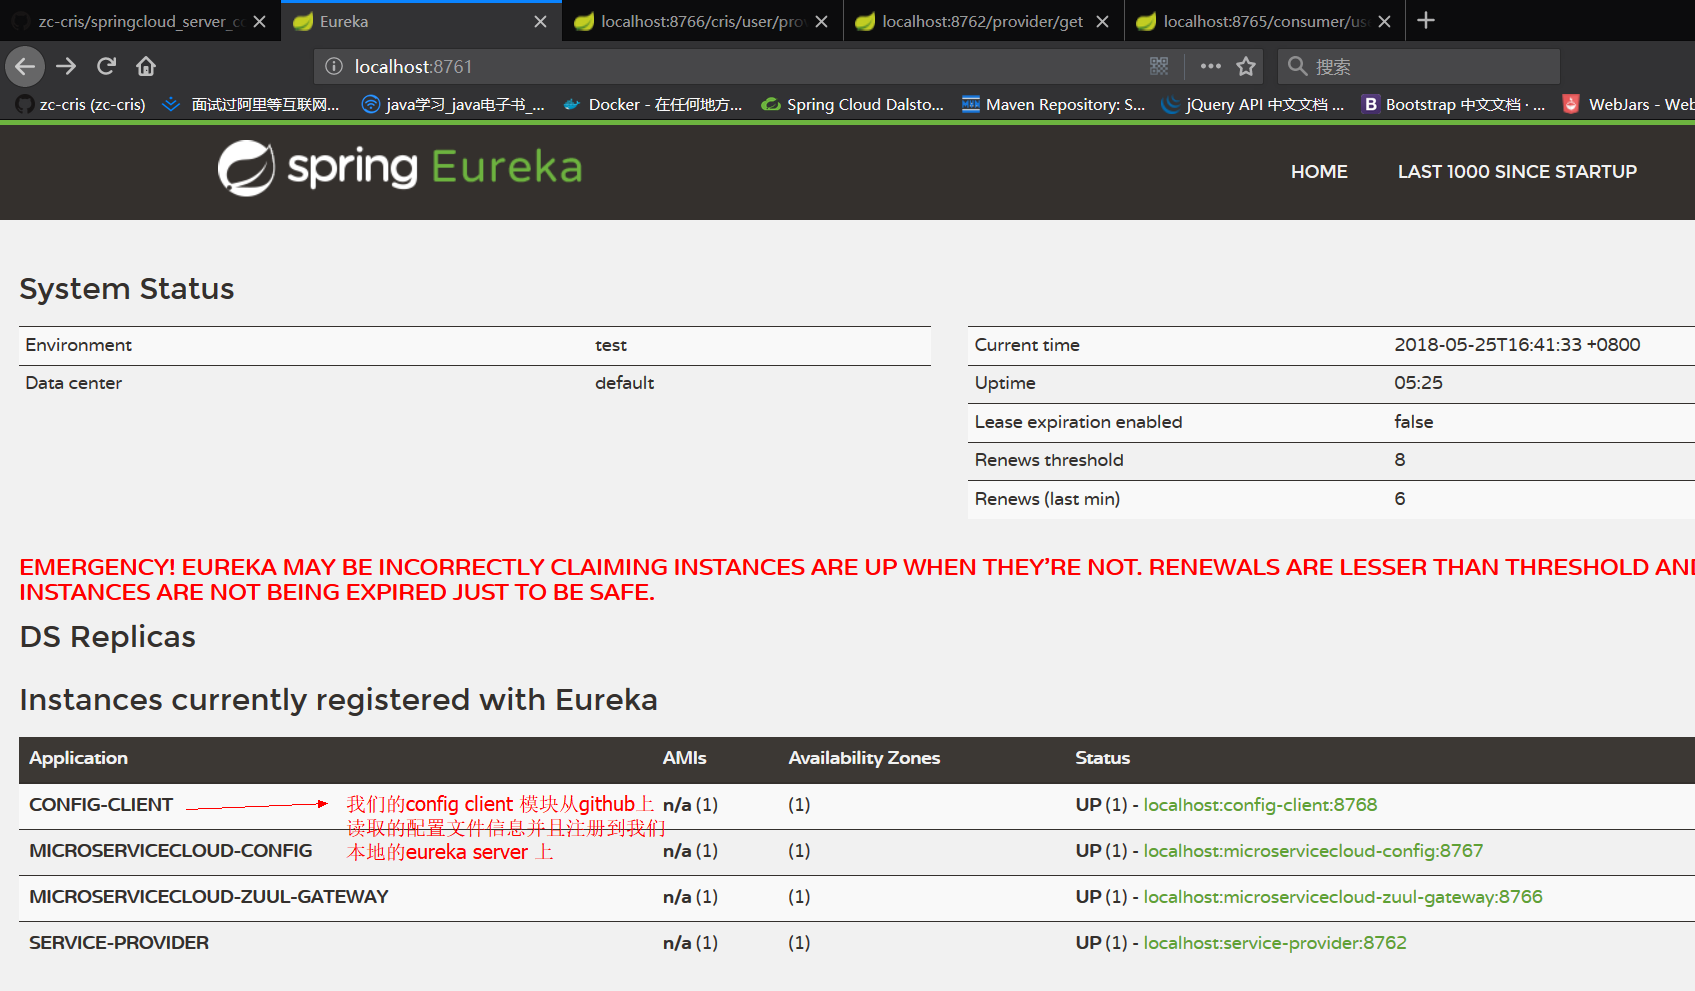 zc-cris/springcloud_server_c
Eureka
localhost:8766/cris/user/prov
localhost:8762/provider/get
localhost:8765/consumer/us
localhost:8761
搜索
zc-cris (zc-cris)
面试过阿里等互联网...
java学习_java电子书_...
Docker - 在任何地方...
Spring Cloud Dalsto...
Maven Repository: S...
jQuery API 中文文档 ...
B Bootstrap 中文文档 · ...
WebJars - Web
spring Eureka
HOME
LAST 1000 SINCE STARTUP
System Status
Environment test
Data center default
Current time 2018-05-25T16:41:33 +0800
Uptime 05:25
Lease expiration enabled false
Renews threshold 8
Renews (last min) 6
EMERGENCY! EUREKA MAY BE INCORRECTLY CLAIMING INSTANCES ARE UP WHEN THEY'RE NOT. RENEWALS ARE LESSER THAN THRESHOLD AND
INSTANCES ARE NOT BEING EXPIRED JUST TO BE SAFE.
DS Replicas
Instances currently registered with Eureka
Application AMIs Availability Zones Status
CONFIG-CLIENT n/a (1) (1) UP (1) - localhost:config-client:8768
我们的config client 模块从github上
读取的配置文件信息并且注册到我们
本地的eureka server 上
MICROSERVICECLOUD-CONFIG n/a (1) (1) UP (1) - localhost:microservicecloud-config:8767
MICROSERVICECLOUD-ZUUL-GATEWAY n/a (1) (1) UP (1) - localhost:microservicecloud-zuul-gateway:8766
SERVICE-PROVIDER n/a (1) (1) UP (1) - localhost:service-provider:8762